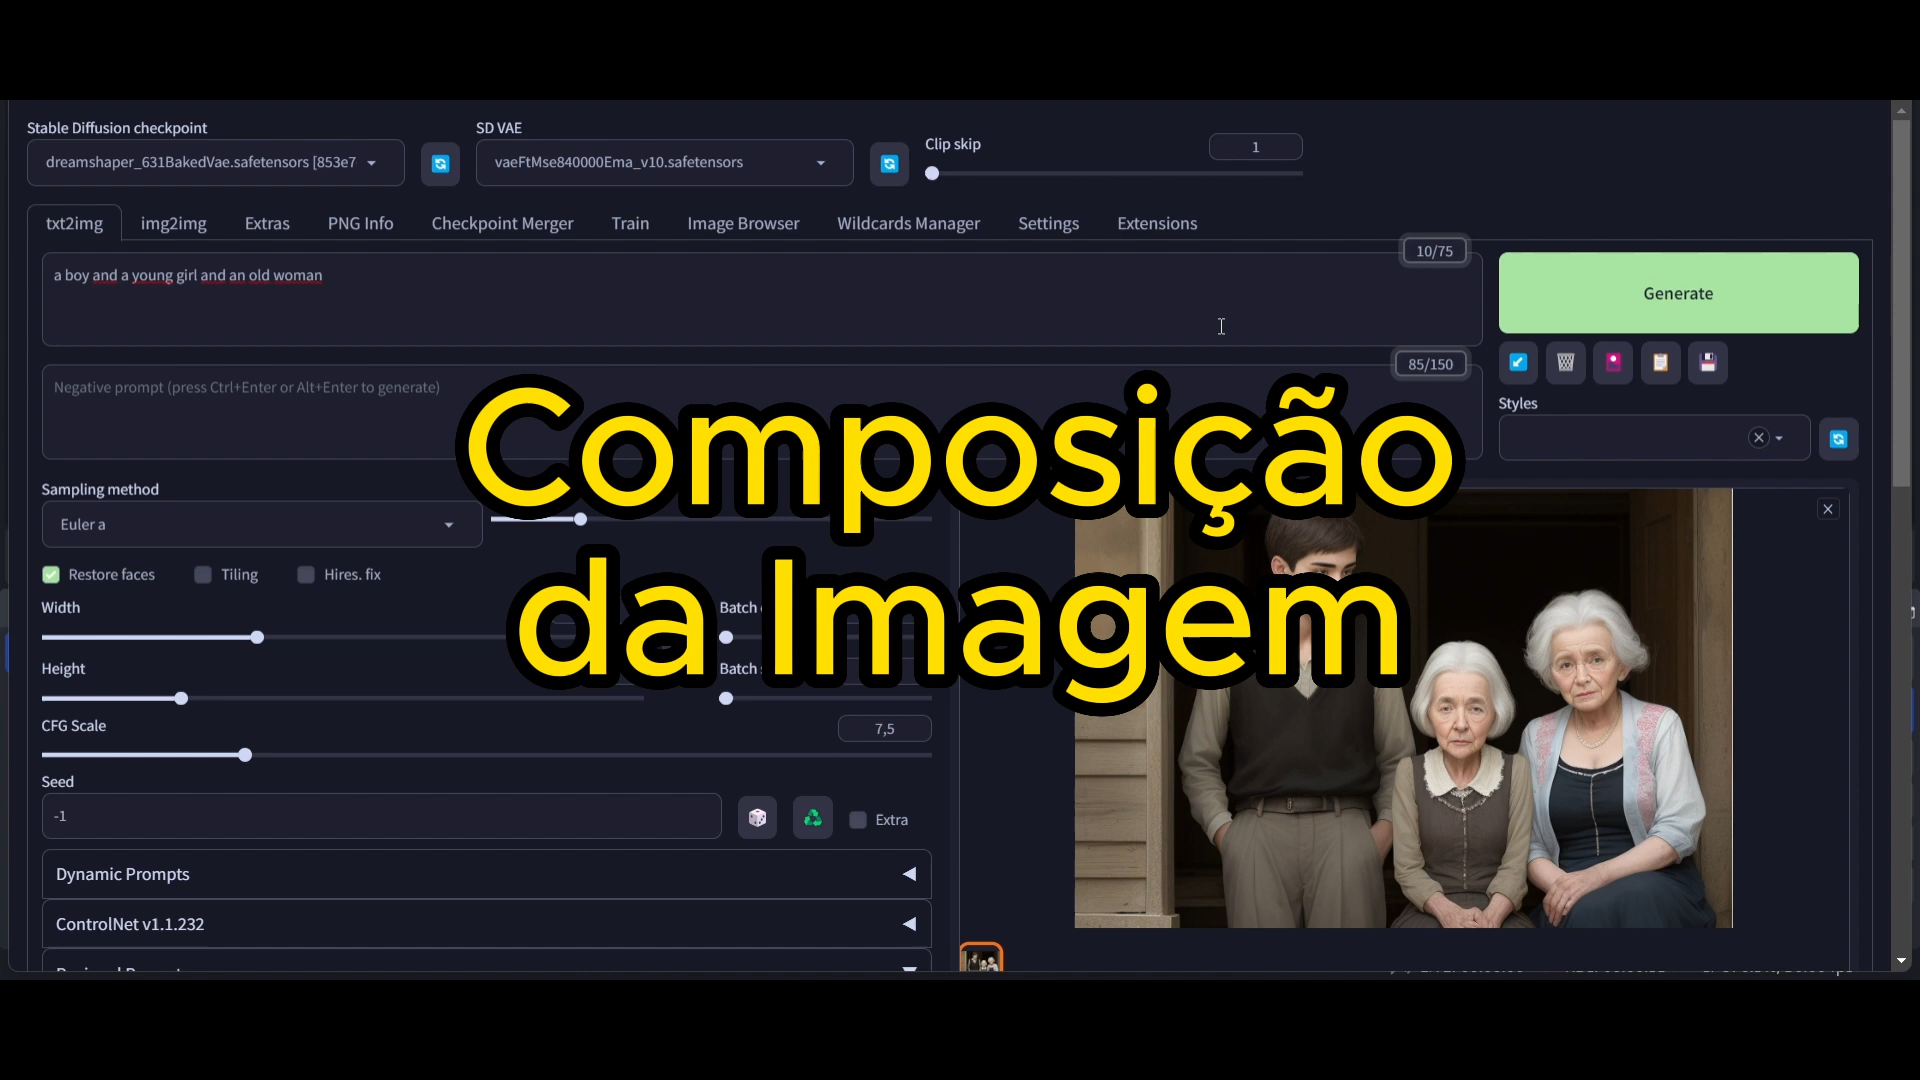 Stable Diffusion checkpoint
SD VAE
Clip skip
1
dreamshaper_631BakedVae.safetensors [853e7
vaeFtMse840000Ema_v10.safetensors
txt2img img2img Extras PNG Info Checkpoint Merger Train Image Browser Wildcards Manager Settings Extensions
10/75
a boy and a young girl and an old woman
Generate
85/150
Negative prompt (press Ctrl+Enter or Alt+Enter to generate)
Styles
Composição
da Imagem
Sampling method
Euler a
Restore faces
Tiling
Hires. fix
Width
Batch
Height
Batch
CFG Scale
7,5
Seed
-1
Extra
Dynamic Prompts
ControlNet v1.1.232